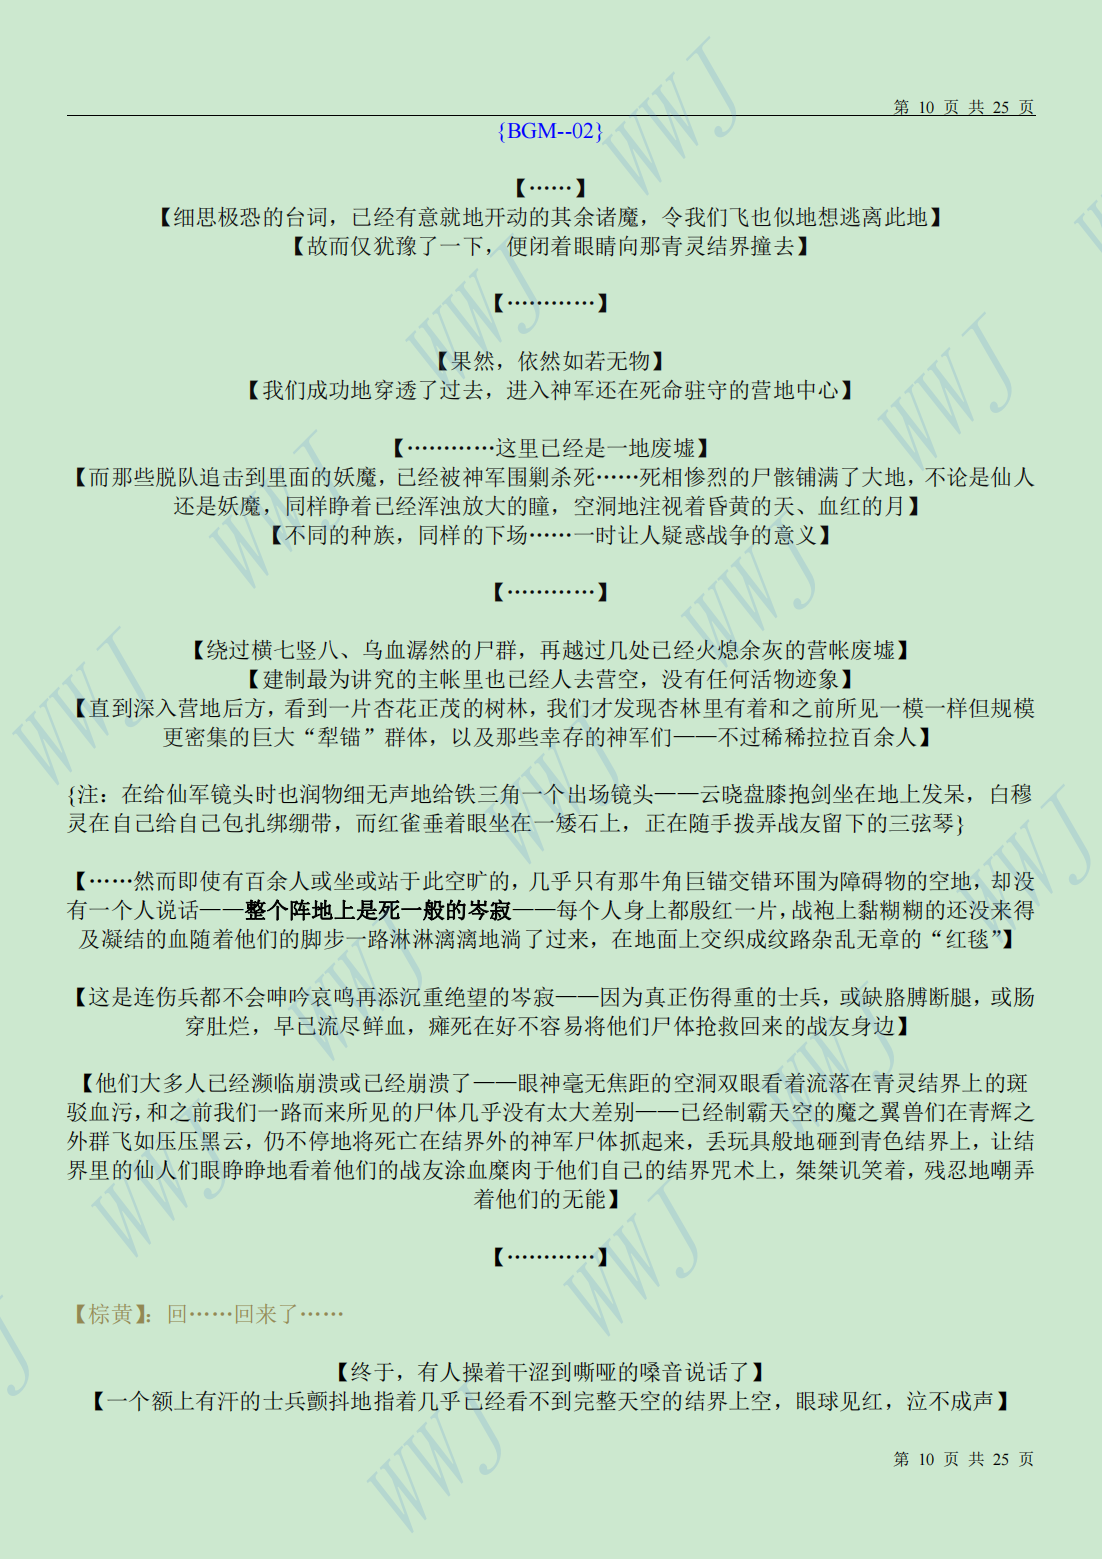 第 10 页 共 25 页
{BGM--02}
【……】
【细思极恐的台词，已经有意就地开动的其余诸魔，令我们飞也似地想逃离此地】
【故而仅犹豫了一下，便闭着眼睛向那青灵结界撞去】
【…………】
【果然，依然如若无物】
【我们成功地穿透了过去，进入神军还在死命驻守的营地中心】
【…………这里已经是一地废墟】
【而那些脱队追击到里面的妖魔，已经被神军围剿杀死……死相惨烈的尸骸铺满了大地，不论是仙人
还是妖魔，同样睁着已经浑浊放大的瞳，空洞地注视着昏黄的天、血红的月】
【不同的种族，同样的下场……一时让人疑惑战争的意义】
【…………】
【绕过横七竖八、乌血潺然的尸群，再越过几处已经火熄余灰的营帐废墟】
【建制最为讲究的主帐里也已经人去营空，没有任何活物迹象】
【直到深入营地后方，看到一片杏花正茂的树林，我们才发现杏林里有着和之前所见一模一样但规模
更密集的巨大“犁锚”群体，以及那些幸存的神军们——不过稀稀拉拉百余人】
{注：在给仙军镜头时也润物细无声地给铁三角一个出场镜头——云晓盘膝抱剑坐在地上发呆，白穆
灵在自己给自己包扎绑绷带，而红雀垂着眼坐在一矮石上，正在随手拨弄战友留下的三弦琴}
【……然而即使有百余人或坐或站于此空旷的，几乎只有那牛角巨锚交错环围为障碍物的空地，却没
有一个人说话——整个阵地上是死一般的岑寂——每个人身上都殷红一片，战袍上黏糊糊的还没来得
及凝结的血随着他们的脚步一路淋淋漓漓地淌了过来，在地面上交织成纹路杂乱无章的“红毯”】
【这是连伤兵都不会呻吟哀鸣再添沉重绝望的岑寂——因为真正伤得重的士兵，或缺胳膊断腿，或肠
穿肚烂，早已流尽鲜血，瘫死在好不容易将他们尸体抢救回来的战友身边】
【他们大多人已经濒临崩溃或已经崩溃了——眼神毫无焦距的空洞双眼看着流落在青灵结界上的斑
驳血污，和之前我们一路而来所见的尸体几乎没有太大差别——已经制霸天空的魔之翼兽们在青辉之
外群飞如压压黑云，仍不停地将死亡在结界外的神军尸体抓起来，丢玩具般地砸到青色结界上，让结
界里的仙人们眼睁睁地看着他们的战友涂血糜肉于他们自己的结界咒术上，桀桀讥笑着，残忍地嘲弄
着他们的无能】
【…………】
【棕黄】：回……回来了……
【终于，有人操着干涩到嘶哑的嗓音说话了】
【一个额上有汗的士兵颤抖地指着几乎已经看不到完整天空的结界上空，眼球见红，泣不成声】
第 10 页 共 25 页